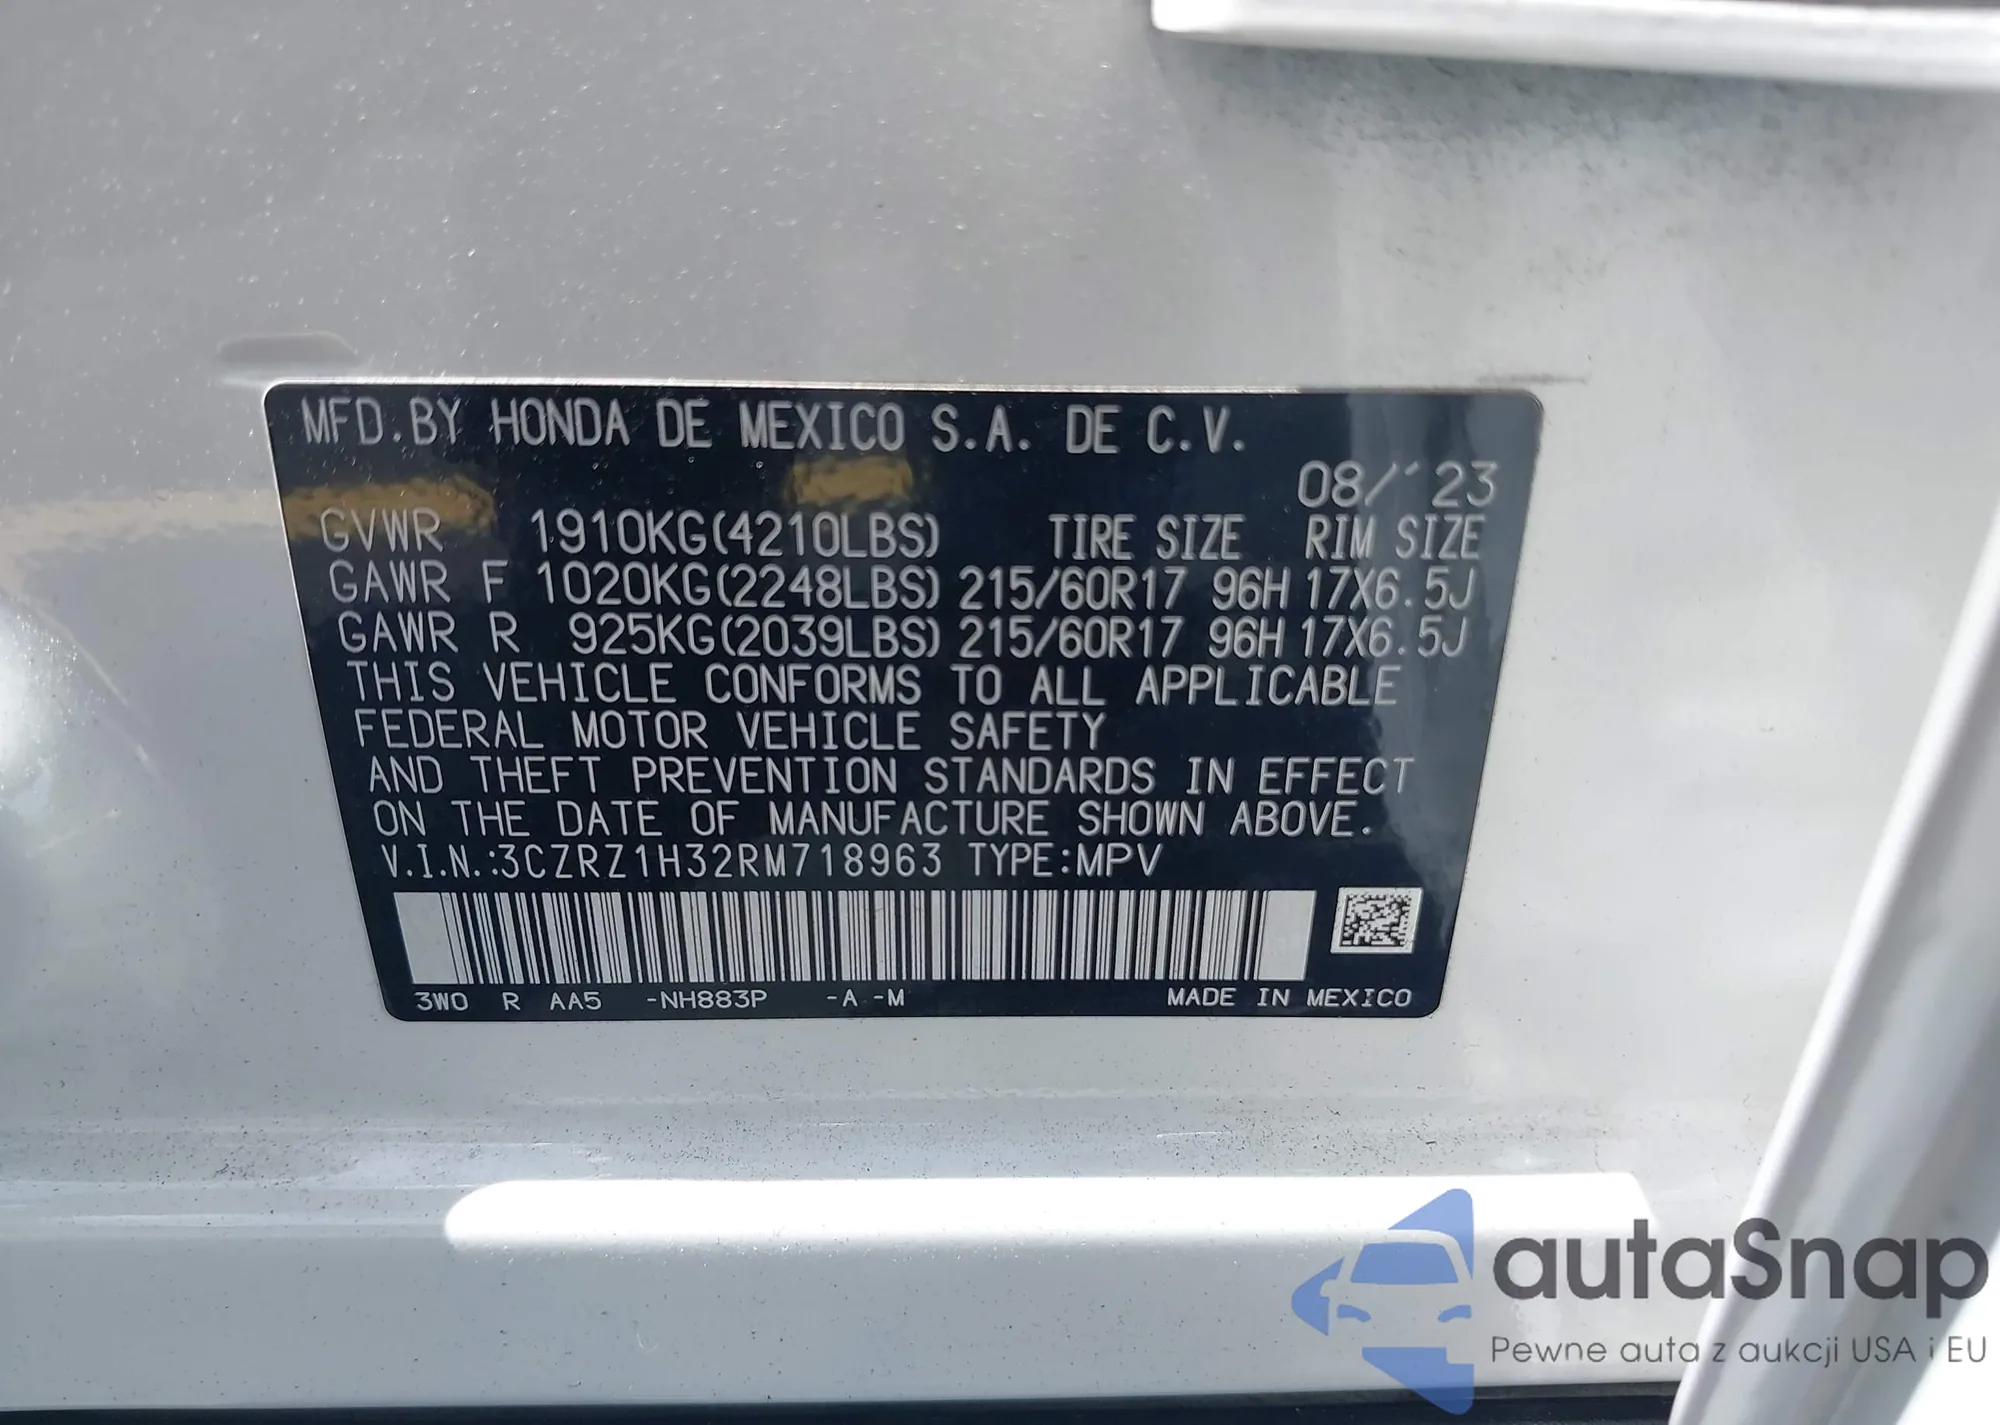 MFD.BY HONDA DE MEXICO S.A. DE C.V.
08/ '23
GVWR 1910KG(4210LBS) TIRE SIZE RIM SIZE
GAWR F 1020KG(2248LBS) 215/60R17 96H 17X6.5J
GAWR R 925KG(2039LBS) 215/60R17 96H 17X6.5J
THIS VEHICLE CONFORMS TO ALL APPLICABLE
FEDERAL MOTOR VEHICLE SAFETY
AND THEFT PREVENTION STANDARDS IN EFFECT
ON THE DATE OF MANUFACTURE SHOWN ABOVE.
V.I.N.:3CZRZ1H32RM718963 TYPE:MPV
3W0 R AA5 -NH883P -A -M MADE IN MEXICO
autaSnap
Pewne auta z aukcji USA i EU